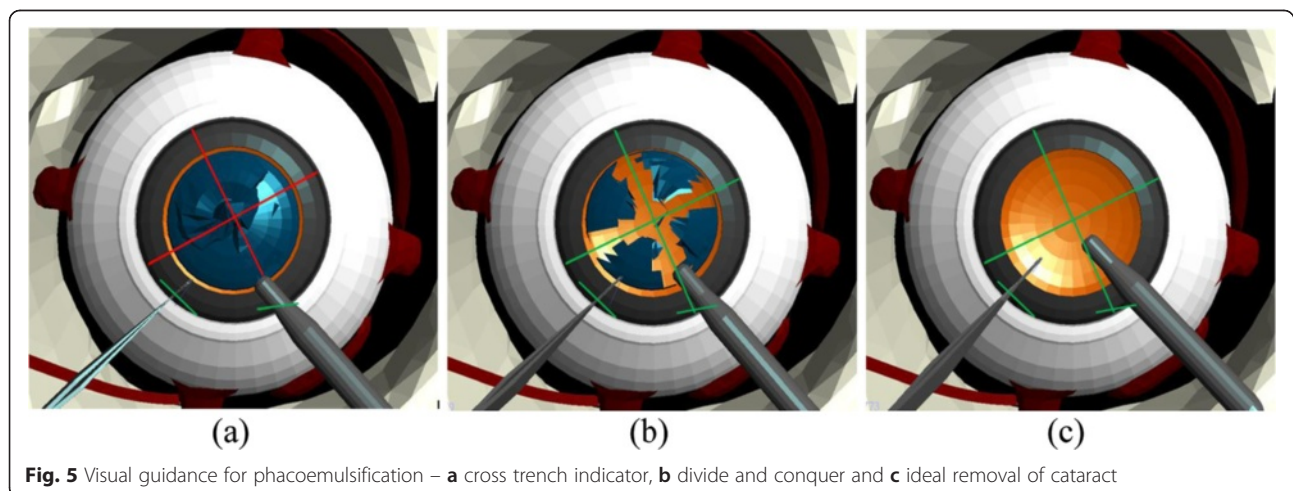 (a) (b) (c)
Fig. 5 Visual guidance for phacoemulsification – a cross trench indicator, b divide and conquer and c ideal removal of cataract